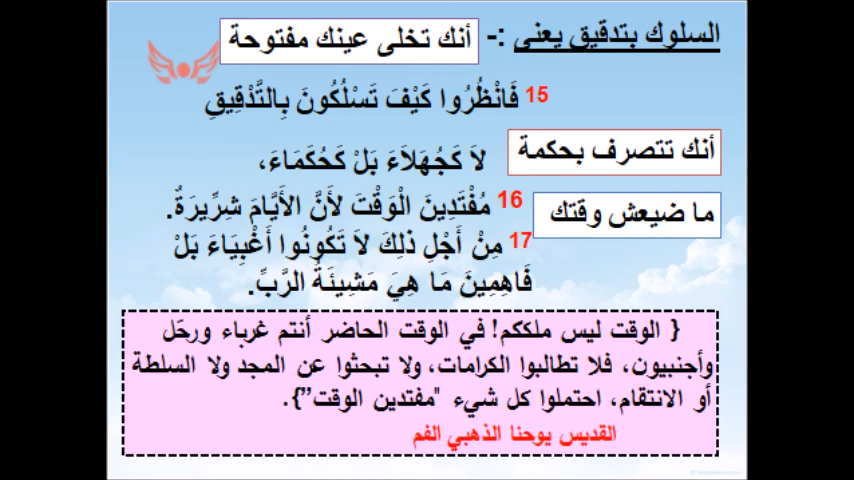 السلوك بتدقيق يعنى :- أنك تخلى عينك مفتوحة
15 فَانْظُرُوا كَيْفَ تَسْلُكُونَ بِالتَّدْقِيقِ
أنك تتصرف بحكمة لاَ كَجُهَلاَءَ بَلْ كَحُكَمَاءَ،
ما ضيعش وقتك 16 مُفْتَدِينَ الْوَقْتَ لأَنَّ الأَيَّامَ شِرِّيرَةٌ.
17 مِنْ أَجْلِ ذلِكَ لاَ تَكُونُوا أَغْبِيَاءَ بَلْ
فَاهِمِينَ مَا هِيَ مَشِيئَةُ الرَّبِّ.
{ الوقت ليس ملككم! في الوقت الحاضر أنتم غرباء ورحّل
وأجنبيون، فلا تطالبوا الكرامات، ولا تبحثوا عن المجد ولا السلطة
أو الانتقام، احتملوا كل شيء "مفتدين الوقت"}.
القديس يوحنا الذهبي الفم